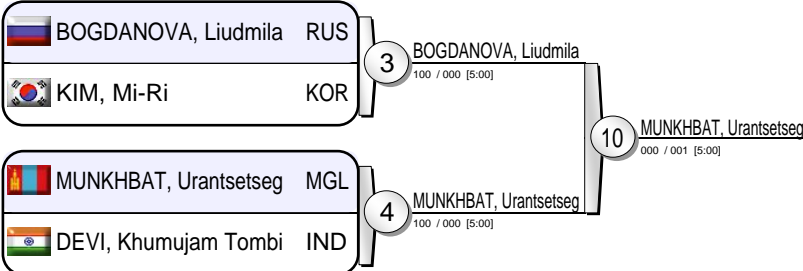 BOGDANOVA, Liudmila RUS
KIM, Mi-Ri KOR
3
BOGDANOVA, Liudmila
100 / 000 [5:00]
MUNKHBAT, Urantsetseg MGL
DEVI, Khumujam Tombi IND
4
MUNKHBAT, Urantsetseg
100 / 000 [5:00]
10
MUNKHBAT, Urantsetseg
000 / 001 [5:00]